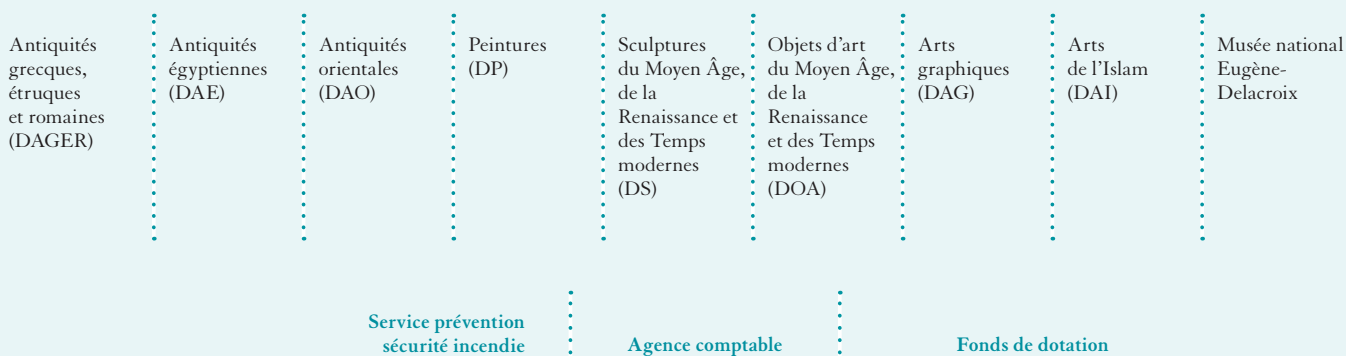 Antiquités
grecques,
étruques
et romaines
(DAGER)
Antiquités
égyptiennes
(DAE)
Antiquités
orientales
(DAO)
Peintures
(DP)
Sculptures
du Moyen Âge,
de la
Renaissance et
des Temps
modernes
(DS)
Objets d'art
du Moyen Âge,
de la
Renaissance
et des Temps
modernes
(DOA)
Arts
graphiques
(DAG)
Arts
de l'Islam
(DAI)
Musée national
Eugène-
Delacroix
Service prévention
sécurité incendie
Agence comptable
Fonds de dotation